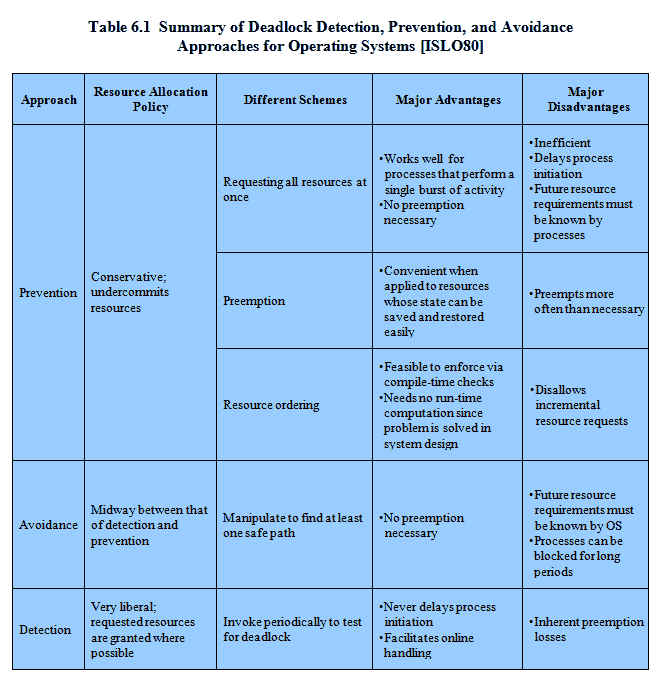 Table 6.1 Summary of Deadlock Detection, Prevention, and Avoidance
Approaches for Operating Systems [ISLO80]
Approach
Resource Allocation
Policy
Different Schemes
Major Advantages
Major
Disadvantages
Prevention
Conservative;
undercommits
resources
Requesting all resources at
once
•Works well for
processes that perform a
single burst of activity
•No preemption
necessary
•Inefficient
•Delays process
initiation
•Future resource
requirements must
be known by
processes
Preemption
•Convenient when
applied to resources
whose state can be
saved and restored
easily
•Preempts more
often than necessary
Resource ordering
•Feasible to enforce via
compile-time checks
•Needs no run-time
computation since
problem is solved in
system design
•Disallows
incremental
resource requests
Avoidance
Midway between that
of detection and
prevention
Manipulate to find at least
one safe path
•No preemption
necessary
•Future resource
requirements must
be known by OS
•Processes can be
blocked for long
periods
Detection
Very liberal;
requested resources
are granted where
possible
Invoke periodically to test
for deadlock
•Never delays process
initiation
•Facilitates online
handling
•Inherent preemption
losses